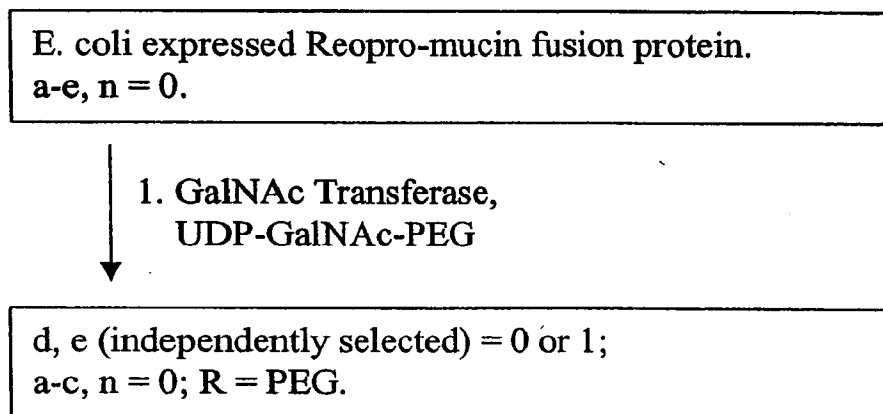 E. coli expressed Reopro-mucin fusion protein.
a-e, n = 0.
1. GalNAc Transferase,
UDP-GalNAc-PEG
d, e (independently selected) = 0 or 1;
a-c, n = 0; R = PEG.